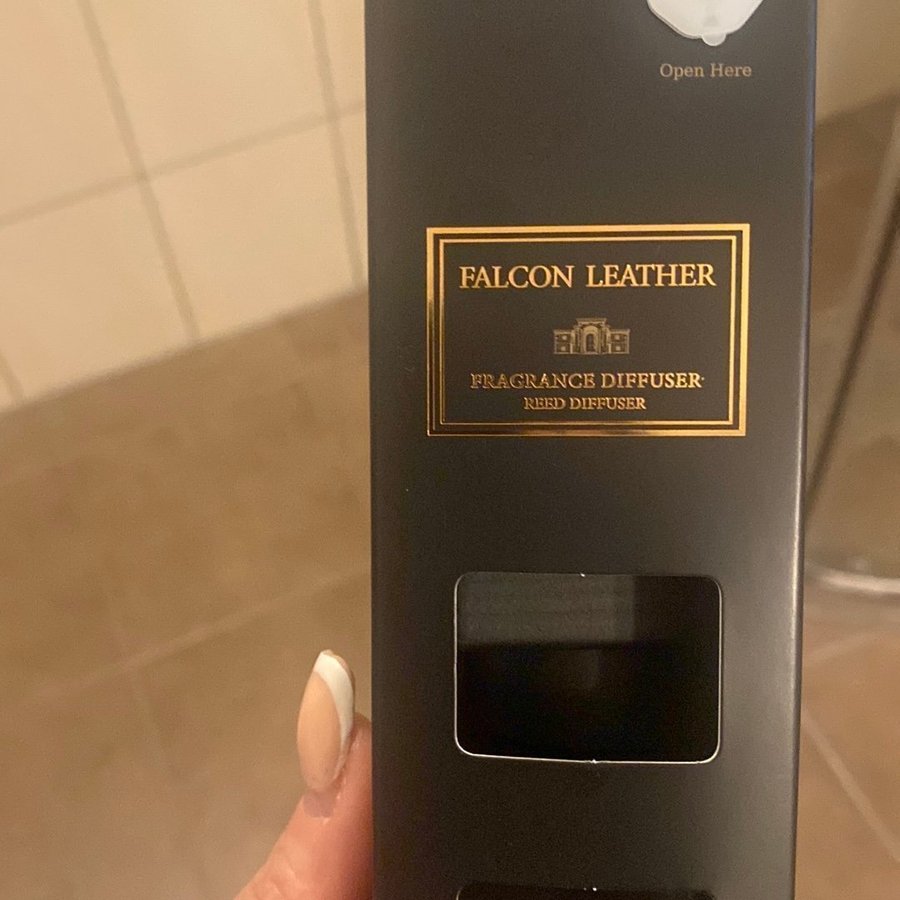 Open Here
FALCON LEATHER
FRAGRANCE DIFFUSER
REED DIFFUSER